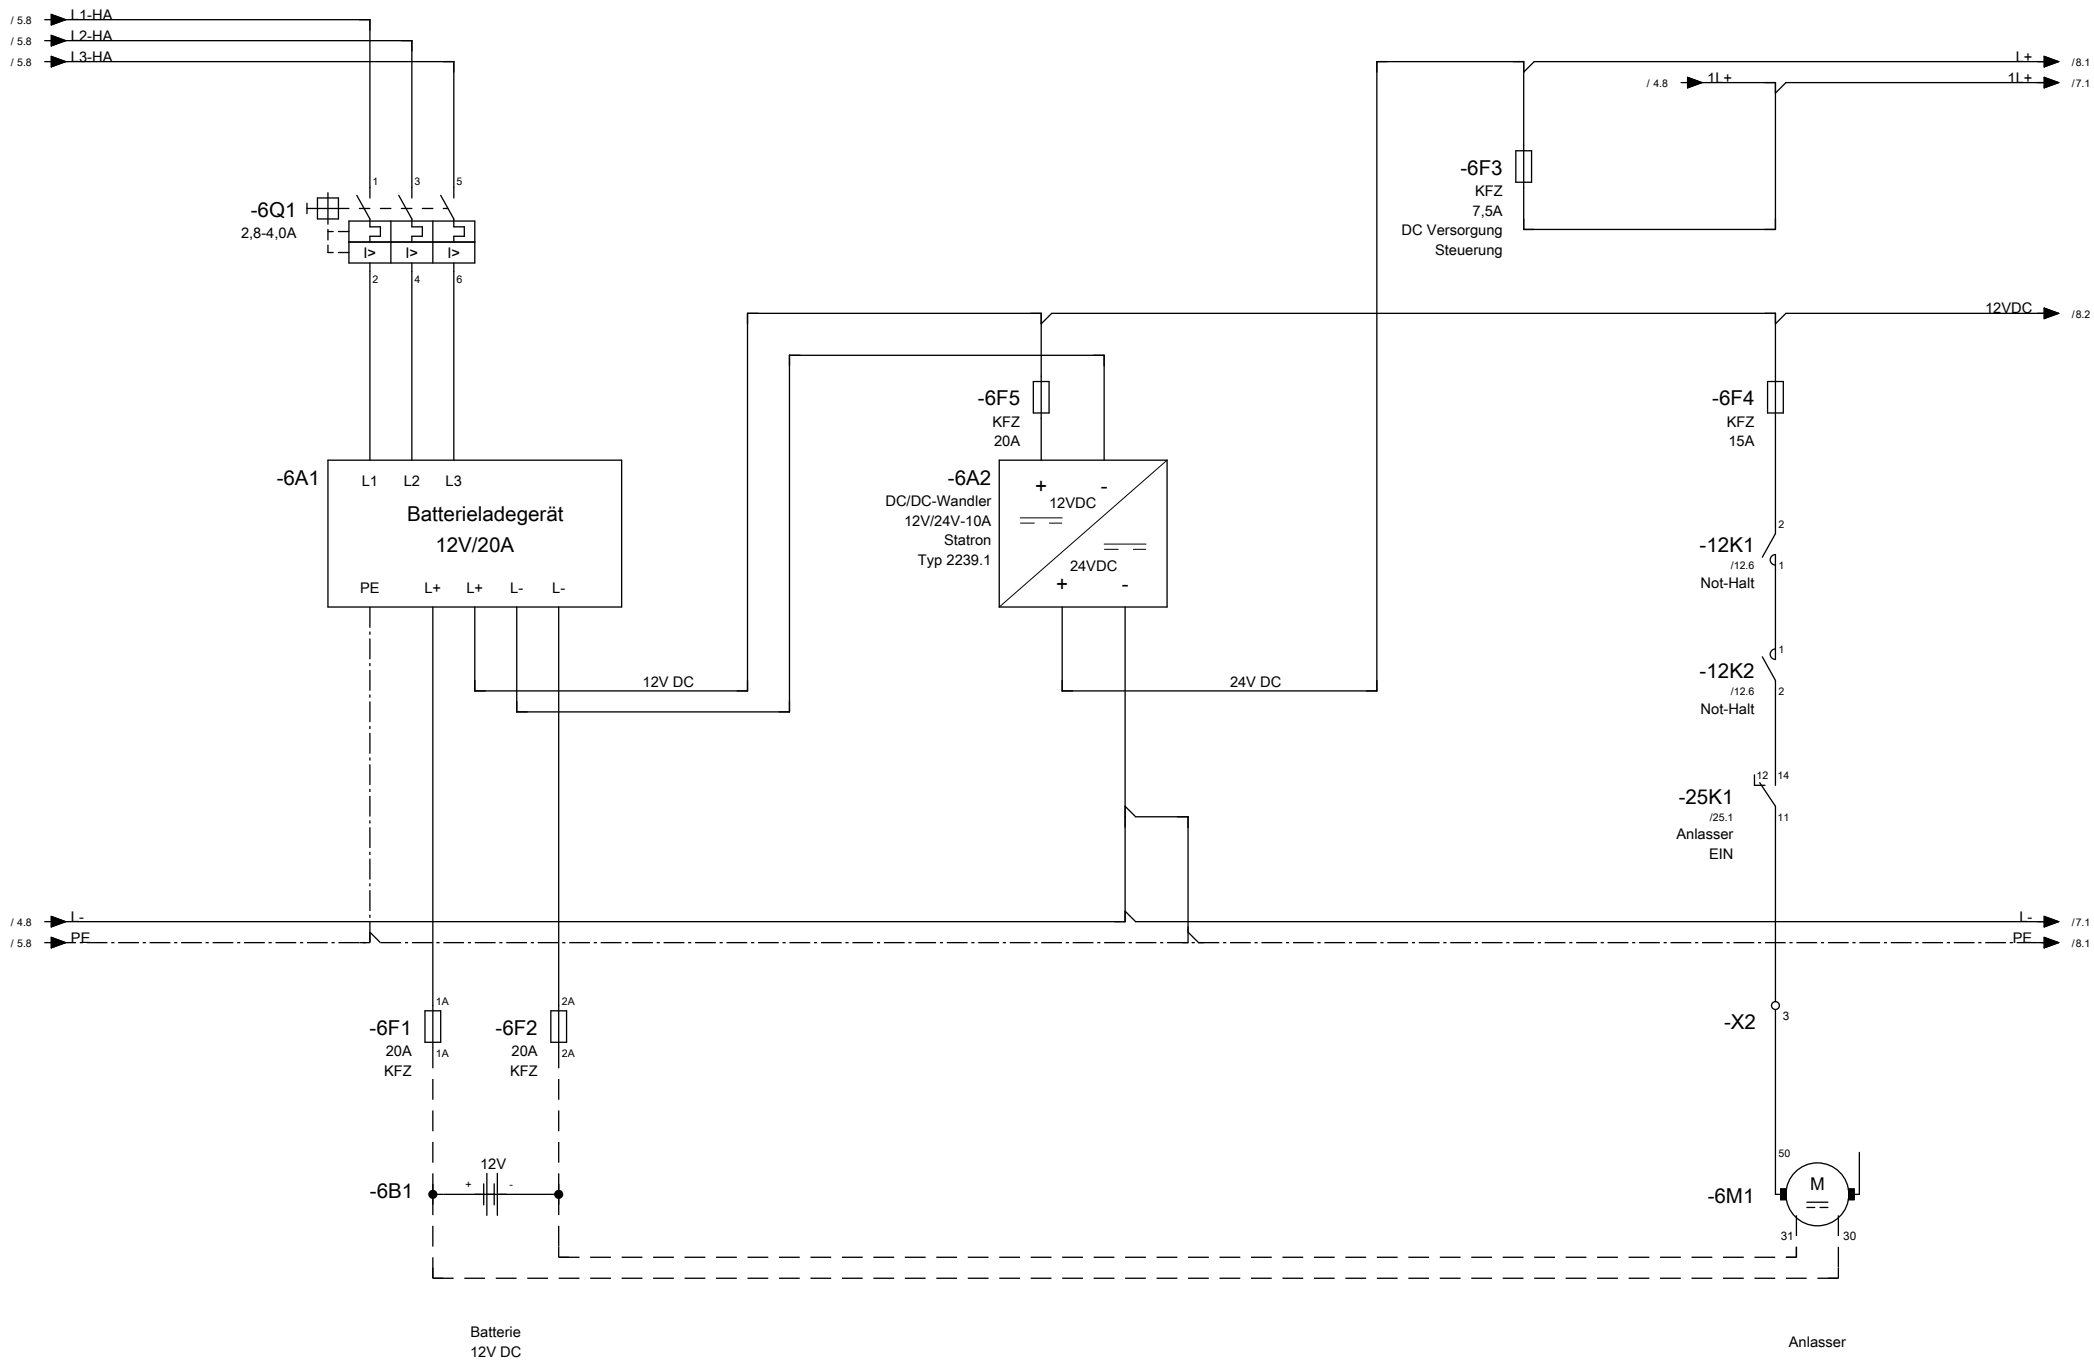 / 5.8 L1-HA
/ 5.8 L2-HA
/ 5.8 L3-HA
L+ /8.1
/ 4.8 1L+ 1L+ /7.1
-6F3
KFZ
7,5A
DC Versorgung
Steuerung
1 3 5
-6Q1
2,8-4,0A
I> I> I>
2 4 6
12VDC /8.2
-6F5
KFZ
20A
-6F4
KFZ
15A
-6A1
L1 L2 L3
Batterieladegerät
12V/20A
PE L+ L+ L- L-
-6A2
DC/DC-Wandler
12V/24V-10A
Statron
Typ 2239.1
+ -
12VDC
24VDC
+ -
2
-12K1
/12.6 1
Not-Halt
1
-12K2
/12.6 2
Not-Halt
12V DC
24V DC
12 14
-25K1
/25.1 11
Anlasser
EIN
/ 4.8 L- L- /7.1
/ 5.8 PE PE /8.1
1A
-6F1
20A 1A
KFZ
2A
-6F2
20A 2A
KFZ
-X2 3
12V
-6B1 + -
50
-6M1 M
31 30
Batterie
12V DC
Anlasser